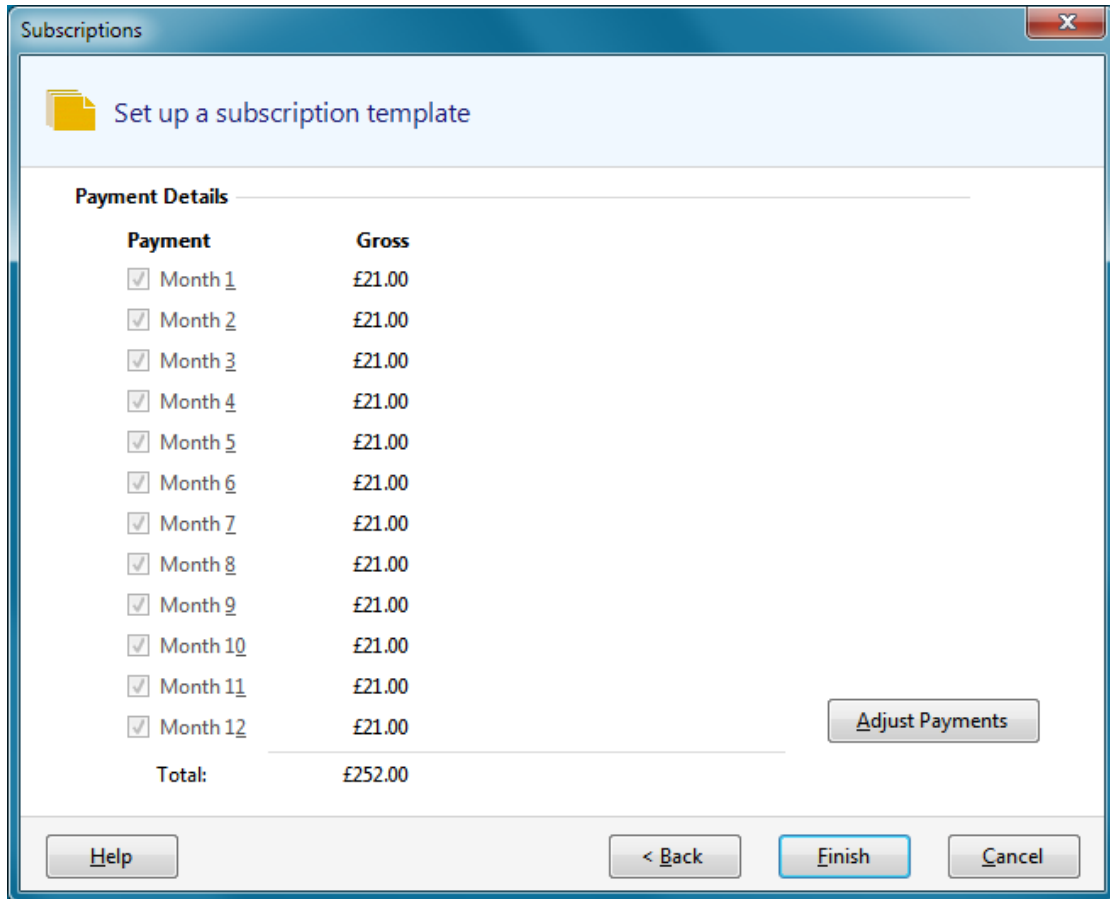 Subscriptions
Set up a subscription template
Payment Details
Payment Gross
Month 1 £21.00
Month 2 £21.00
Month 3 £21.00
Month 4 £21.00
Month 5 £21.00
Month 6 £21.00
Month 7 £21.00
Month 8 £21.00
Month 9 £21.00
Month 10 £21.00
Month 11 £21.00
Month 12 £21.00
Adjust Payments
Total: £252.00
Help < Back Finish Cancel